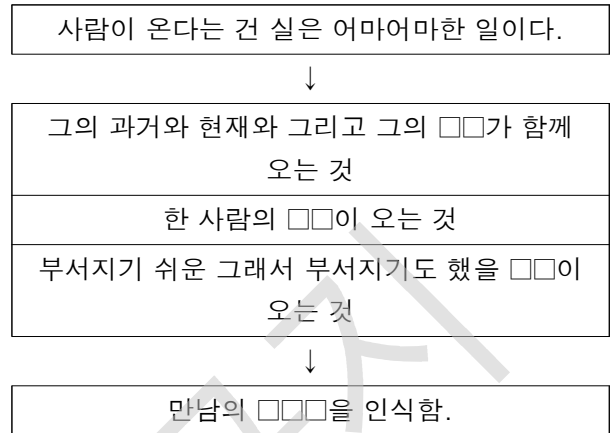 사람이 온다는 건 실은 어마어마한 일이다.
↓
그의 과거와 현재와 그리고 그의 □□가 함께
오는 것
한 사람의 □□이 오는 것
부서지기 쉬운 그래서 부서지기도 했을 □□이
오는 것
↓
만남의 □□□을 인식함.